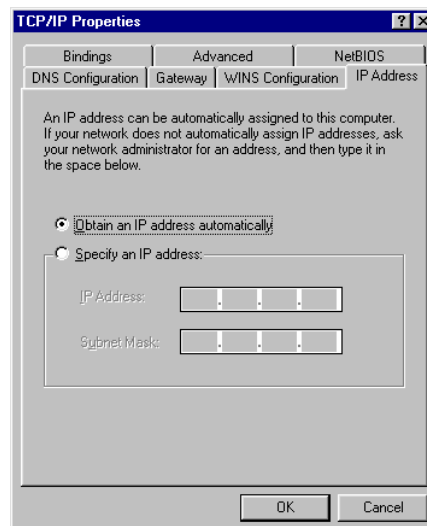 TCP/IP Properties
? ×
Bindings Advanced NetBIOS
DNS Configuration Gateway WINS Configuration IP Address
An IP address can be automatically assigned to this computer.
If your network does not automatically assign IP addresses, ask
your network administrator for an address, and then type it in
the space below.
Obtain an IP address automatically
Specify an IP address:
IP Address:
. . .
Subnet Mask:
. . .
OK Cancel